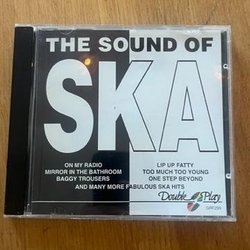 THE SOUND OF
SKA
ON MY RADIO
MIRROR IN THE BATHROOM
BAGGY TROUSERS
LIP UP FATTY
TOO MUCH TOO YOUNG
ONE STEP BEYOND
AND MANY MORE FABULOUS SKA HITS
Double Play